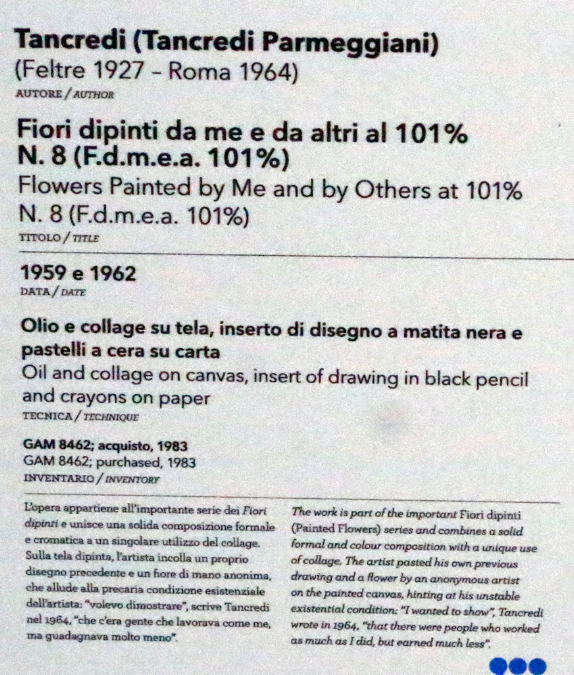 Tancredi (Tancredi Parmeggiani)
(Feltre 1927 – Roma 1964)
AUTORE / AUTHOR
Fiori dipinti da me e da altri al 101%
N. 8 (F.d.m.e.a. 101%)
Flowers Painted by Me and by Others at 101%
N. 8 (F.d.m.e.a. 101%)
TITOLO / TITLE
1959 e 1962
DATA / DATE
Olio e collage su tela, inserto di disegno a matita nera e
pastelli a cera su carta
Oil and collage on canvas, insert of drawing in black pencil
and crayons on paper
TECNICA / TECHNIQUE
GAM 8462; acquisto, 1983
GAM 8462; purchased, 1983
INVENTARIO / INVENTORY
L'opera appartiene all'importante serie dei Fiori
dipinti e unisce una solida composizione formale
e cromatica a un singolare utilizzo del collage.
Sulla tela dipinta, l'artista incolla un proprio
disegno precedente e un fiore di mano anonima,
che allude alla precaria condizione esistenziale
dell'artista: "volevo dimostrare", scrive Tancredi
nel 1964, "che c'era gente che lavorava come me,
ma guadagnava molto meno".
The work is part of the important Fiori dipinti
(Painted Flowers) series and combines a solid
formal and colour composition with a unique use
of collage. The artist pasted his own previous
drawing and a flower by an anonymous artist
on the painted canvas, hinting at his unstable
existential condition: "I wanted to show", Tancredi
wrote in 1964, "that there were people who worked
as much as I did, but earned much less".